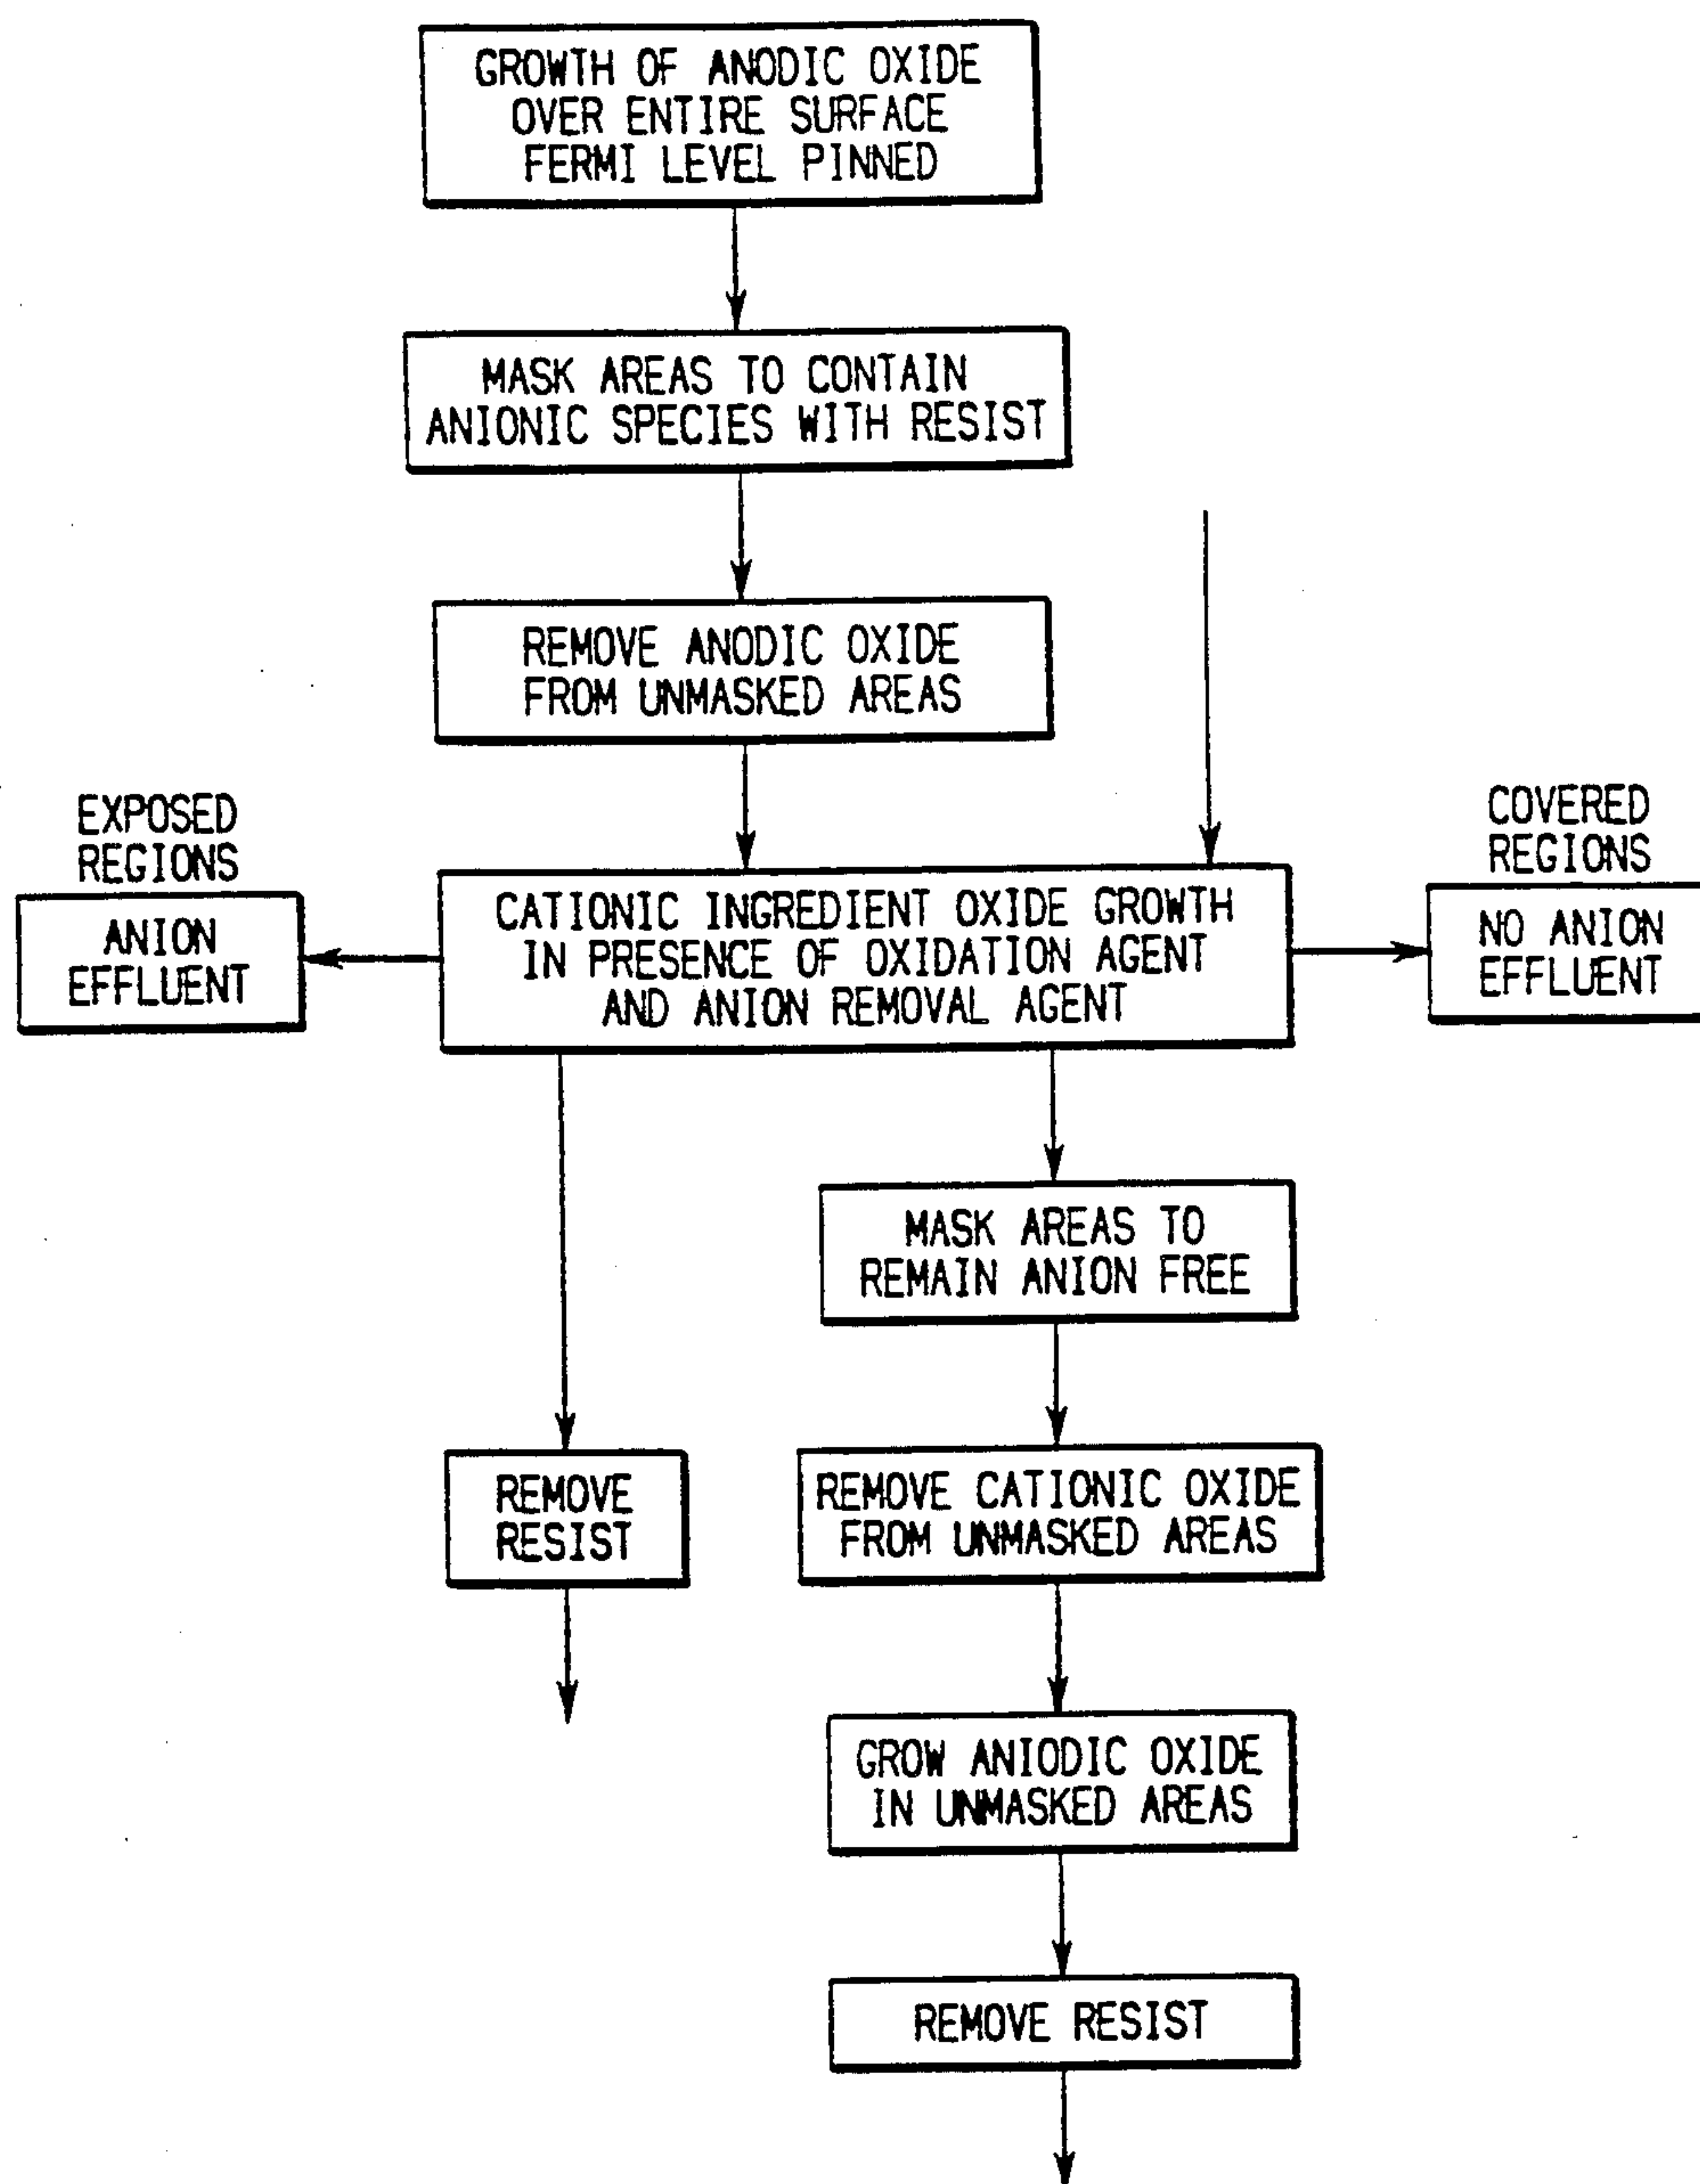 GROWTH OF ANODIC OXIDE
OVER ENTIRE SURFACE
FERMI LEVEL PINNED
MASK AREAS TO CONTAIN
ANIONIC SPECIES WITH RESIST
REMOVE ANODIC OXIDE
FROM UNMASKED AREAS
EXPOSED
REGIONS
ANION
EFFLUENT
CATIONIC INGREDIENT OXIDE GROWTH
IN PRESENCE OF OXIDATION AGENT
AND ANION REMOVAL AGENT
COVERED
REGIONS
NO ANION
EFFLUENT
MASK AREAS TO
REMAIN ANION FREE
REMOVE
RESIST
REMOVE CATIONIC OXIDE
FROM UNMASKED AREAS
GROW ANIODIC OXIDE
IN UNMASKED AREAS
REMOVE RESIST